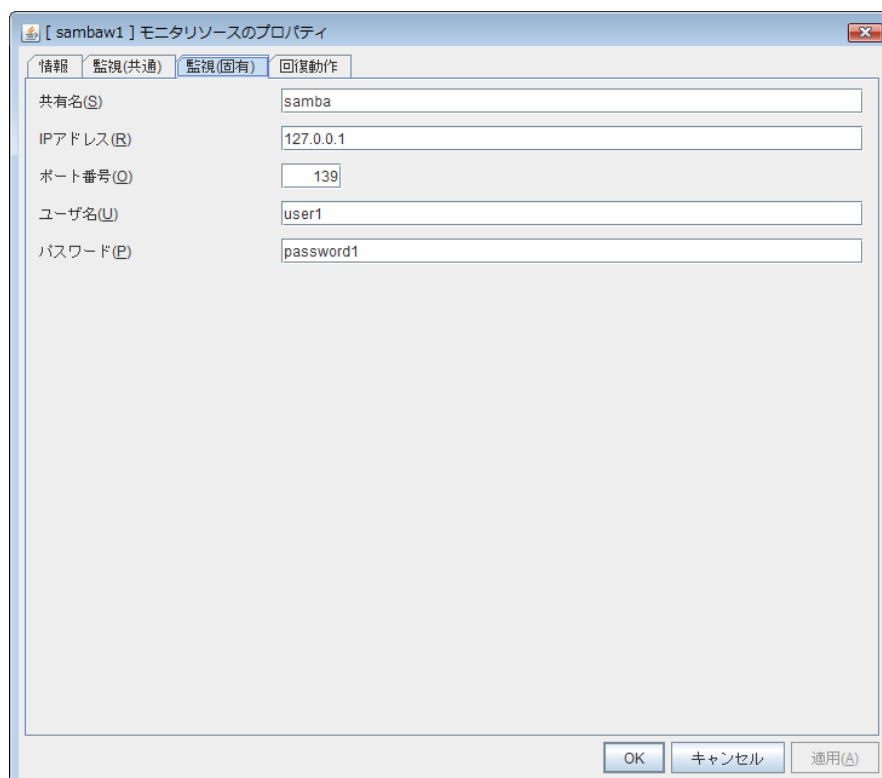 [ sambaw1 ] モニタリソースのプロパティ
情報 監視(共通) 監視(固有) 回復動作
共有名(S) samba
IPアドレス(R) 127.0.0.1
ポート番号(O) 139
ユーザ名(U) user1
パスワード(P) password1
OK キャンセル 適用(A)